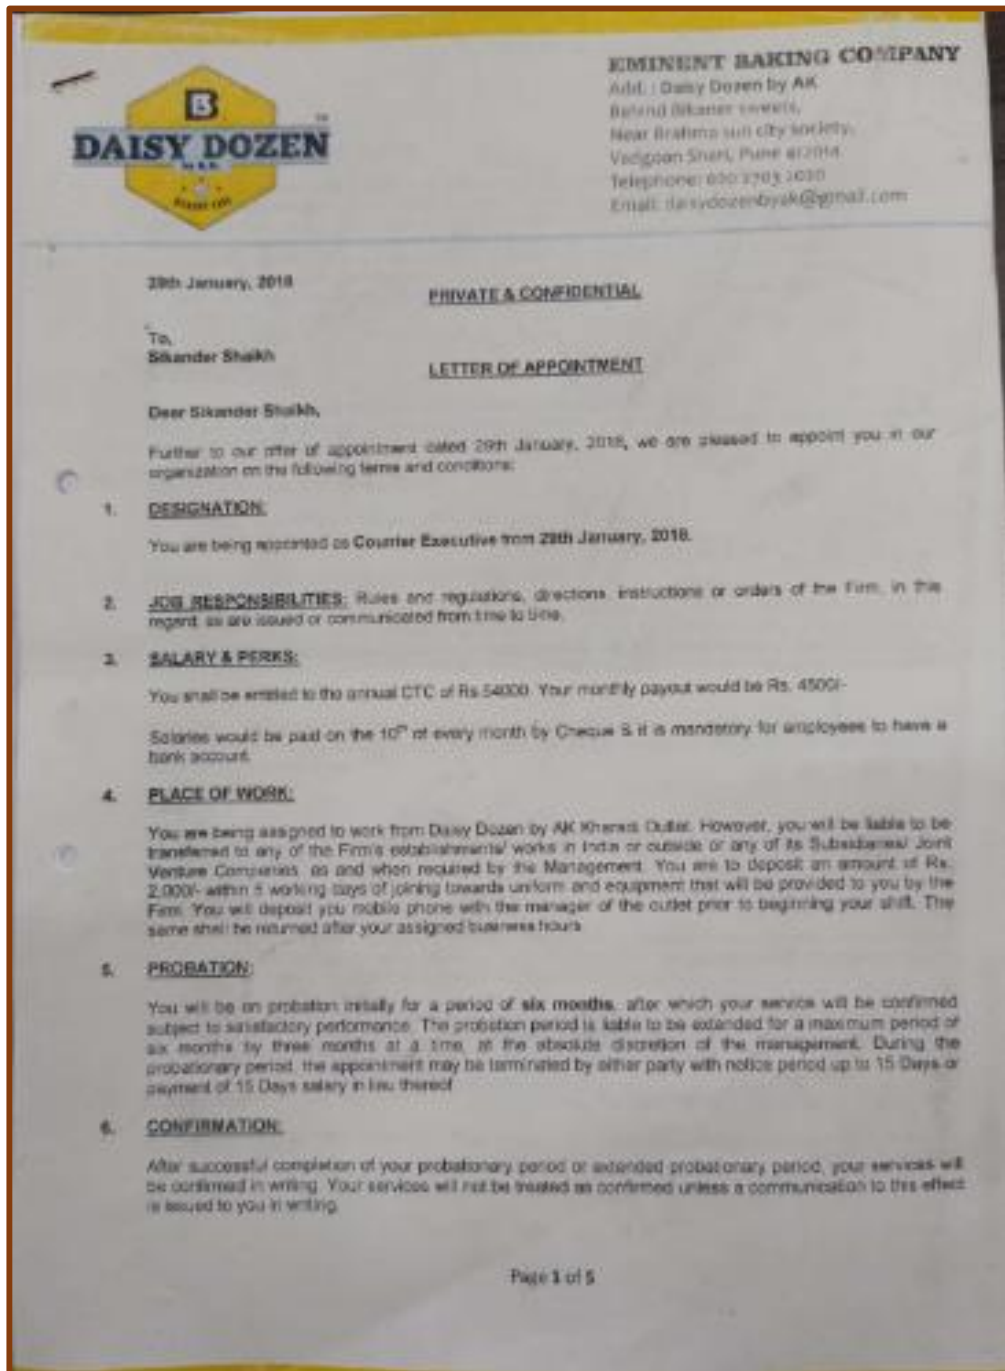 B
DAISY DOZEN
EMINENT BAKING COMPANY
Add. : Daisy Dozen by AK
Behind Bikaner sweets,
Near Brahma sun city society,
Vadgoan Sheri, Pune 411014
Telephone: 020 2703 2020
Email: daisydozenbyak@gmail.com
29th January, 2018
PRIVATE & CONFIDENTIAL
To,
Sikander Shaikh
LETTER OF APPOINTMENT
Dear Sikander Shaikh,
Further to our offer of appointment dated 29th January, 2018, we are pleased to appoint you in our
organization on the following terms and conditions:
1. DESIGNATION:
You are being appointed as Courrier Executive from 29th January, 2018.
2. JOB RESPONSIBILITIES: Rules and regulations, directions, instructions or orders of the Firm, in this
regard, as are issued or communicated from time to time.
3. SALARY & PERKS:
You shall be entitled to the annual CTC of Rs 54000. Your monthly payout would be Rs. 4500/-
Salaries would be paid on the 10th of every month by Cheque & it is mandatory for employees to have a
bank account.
4. PLACE OF WORK:
You are being assigned to work from Daisy Dozen by AK Kharadi Outlet. However, you will be liable to be
transferred to any of the Firm's establishments/ works in India or outside or any of its Subsidiaries/ Joint
Venture Companies, as and when required by the Management. You are to deposit an amount of Rs.
2,000/- within 5 working days of joining towards uniform and equipment that will be provided to you by the
Firm. You will deposit you mobile phone with the manager of the outlet prior to beginning your shift. The
same shall be returned after your assigned business hours.
5. PROBATION:
You will be on probation initially for a period of six months, after which your service will be confirmed
subject to satisfactory performance. The probation period is liable to be extended for a maximum period of
six months by three months at a time, at the absolute discretion of the management. During the
probationary period, the appointment may be terminated by either party with notice period up to 15 Days or
payment of 15 Days salary in lieu thereof
6. CONFIRMATION:
After successful completion of your probationary period or extended probationary period, your services will
be confirmed in writing. Your services will not be treated as confirmed unless a communication to this effect
is issued to you in writing.
Page 1 of 5